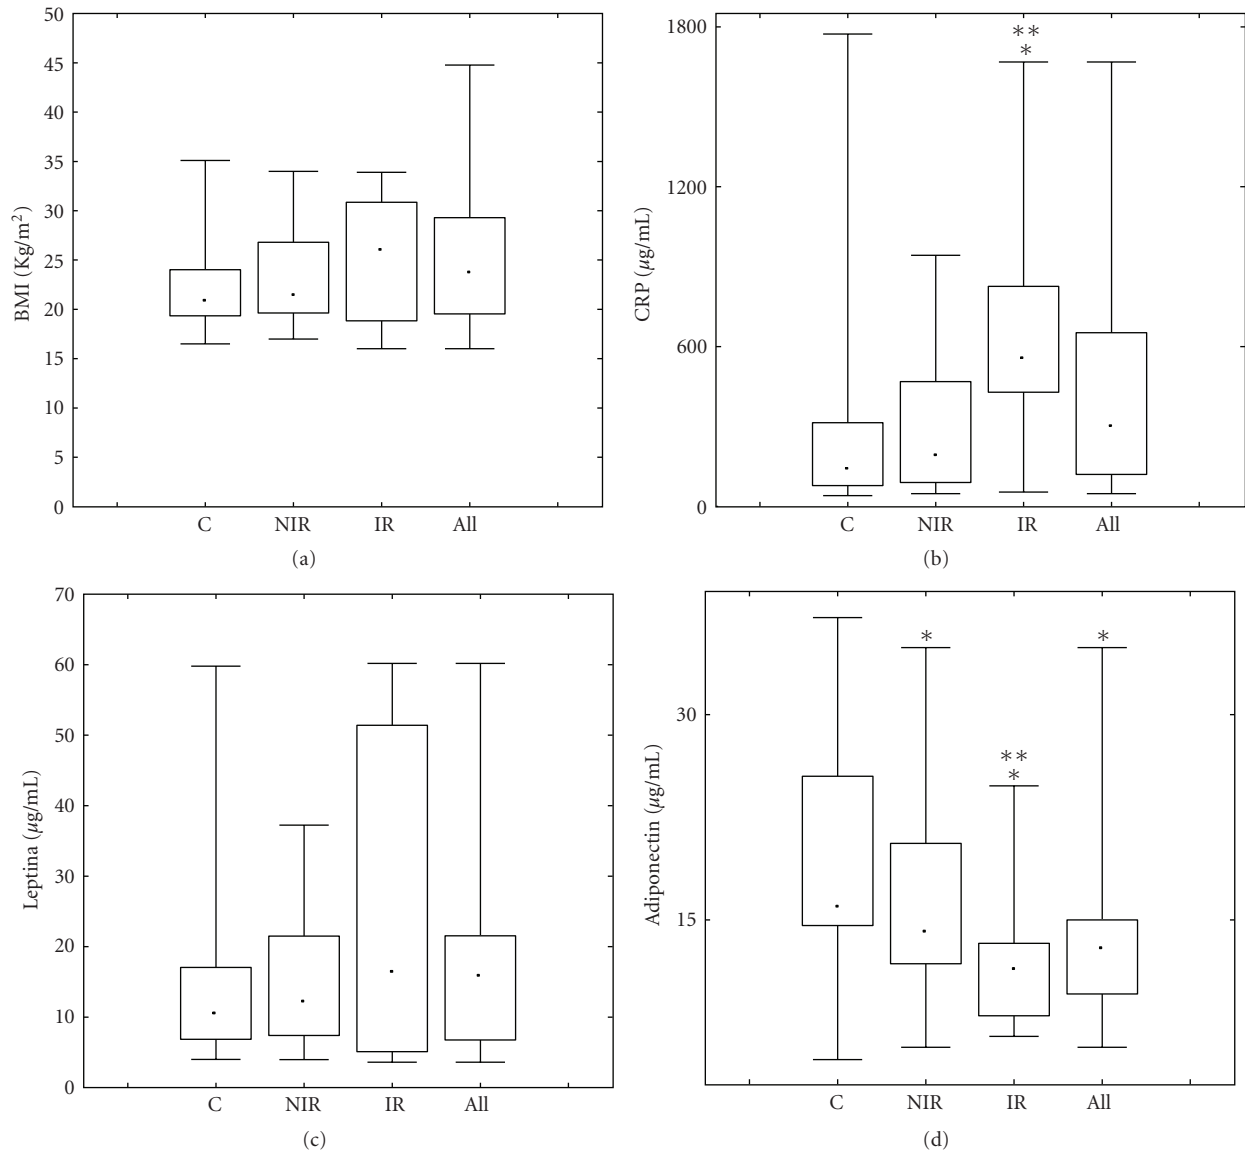 50
45
40
35
30
25
20
15
10
5
0
BMI (Kg/m²)
C NIR IR All
(a)
1800
1200
600
0
CRP (µg/mL)
**
*
C NIR IR All
(b)
70
60
50
40
30
20
10
0
Leptina (µg/mL)
C NIR IR All
(c)
30
15
Adiponectin (µg/mL)
* *
**
*
C NIR IR All
(d)